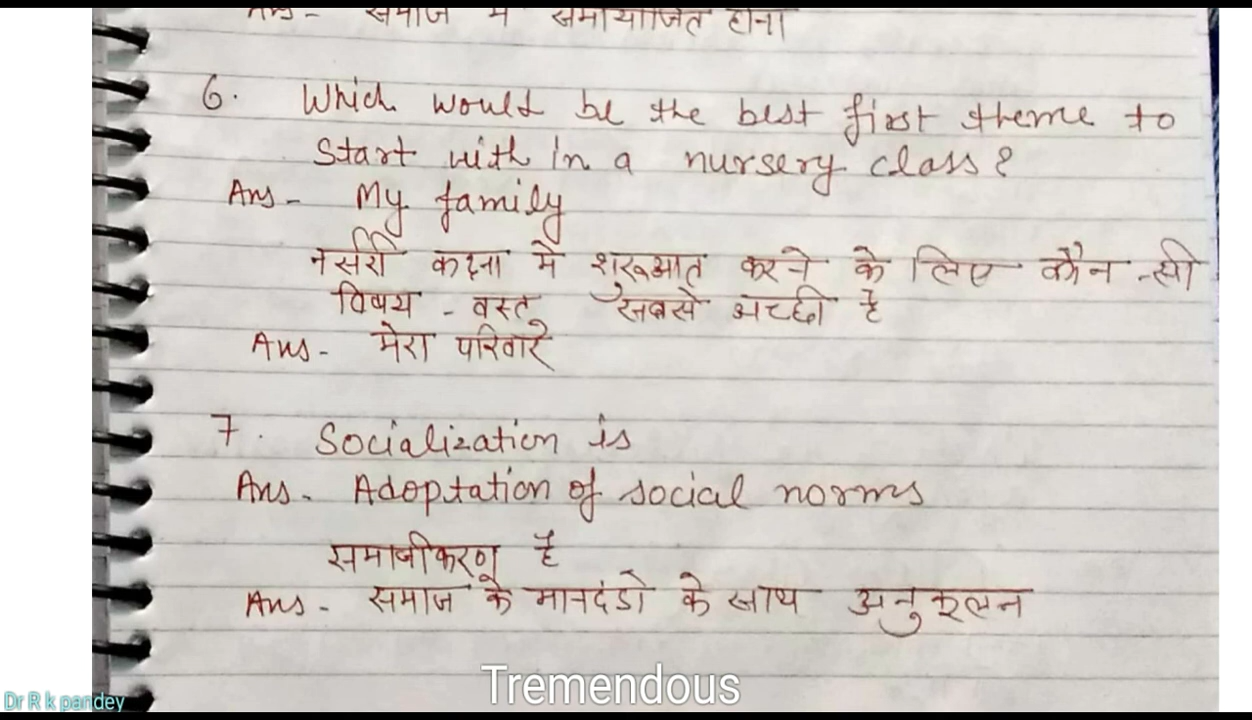 Ans - समाज में समायोजित होना
6. Which would be the best first theme to
Start with in a nursery class?
Ans - My family
नर्सरी कक्षा में शुरुआत करने के लिए कौन-सी
विषय - वस्तु सबसे अच्छी है
Ans - मेरा परिवार
7. Socialization is
Ans - Adoptation of social norms
समाजीकरण है
Ans - समाज के मानदंडो के साथ अनुकूलन
Tremendous
Dr R k pandey